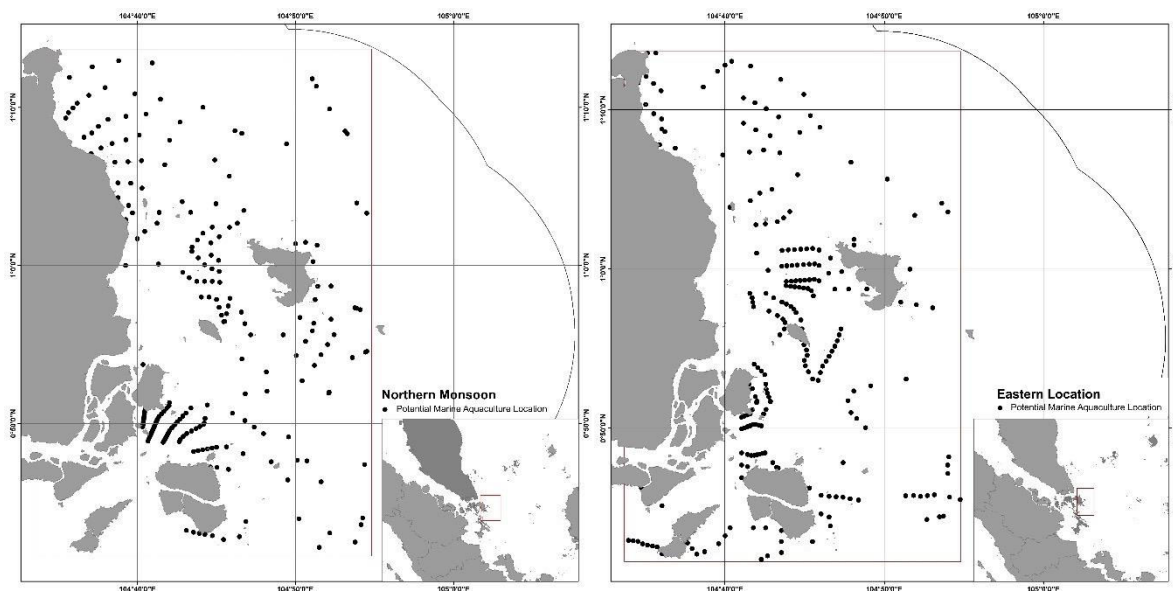 104°40'0"E 104°50'0"E 105°0'0"E
1°10'0"N
1°0'0"N
0°50'0"N
Northern Monsoon
Potential Marine Aquaculture Location
104°40'0"E 104°50'0"E 105°0'0"E
104°40'0"E 104°50'0"E 105°0'0"E
1°10'0"N
1°0'0"N
0°50'0"N
Eastern Location
Potential Marine Aquaculture Location
104°40'0"E 104°50'0"E 105°0'0"E